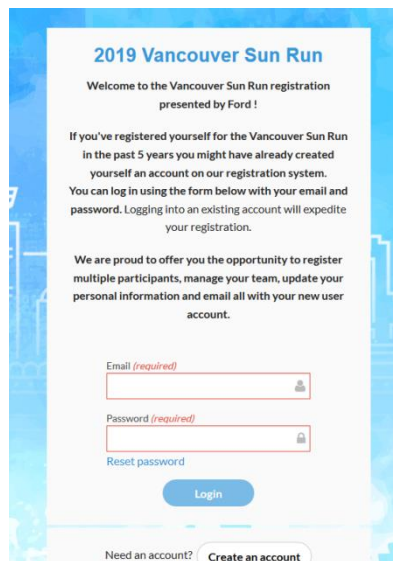 2019 Vancouver Sun Run
Welcome to the Vancouver Sun Run registration
presented by Ford !
If you've registered yourself for the Vancouver Sun Run
in the past 5 years you might have already created
yourself an account on our registration system.
You can log in using the form below with your email and
password. Logging into an existing account will expedite
your registration.
We are proud to offer you the opportunity to register
multiple participants, manage your team, update your
personal information and email all with your new user
account.
Email (required)
Password (required)
Reset password
Login
Need an account? Create an account